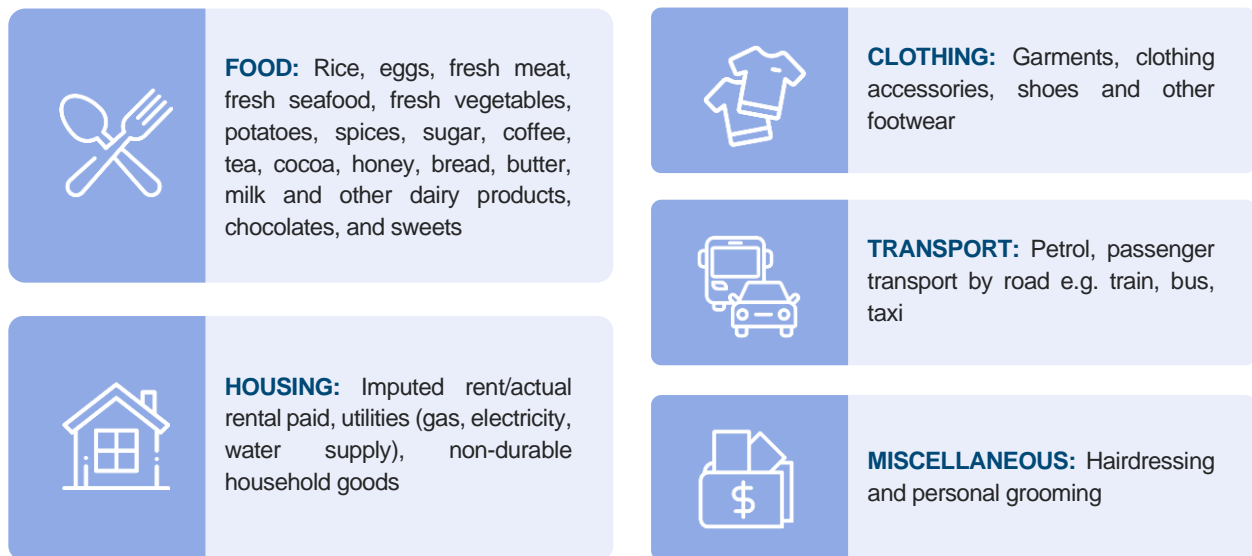 FOOD: Rice, eggs, fresh meat,
fresh seafood, fresh vegetables,
potatoes, spices, sugar, coffee,
tea, cocoa, honey, bread, butter,
milk and other dairy products,
chocolates, and sweets
HOUSING: Imputed rent/actual
rental paid, utilities (gas, electricity,
water supply), non-durable
household goods
CLOTHING: Garments, clothing
accessories, shoes and other
footwear
TRANSPORT: Petrol, passenger
transport by road e.g. train, bus,
taxi
$
MISCELLANEOUS: Hairdressing
and personal grooming